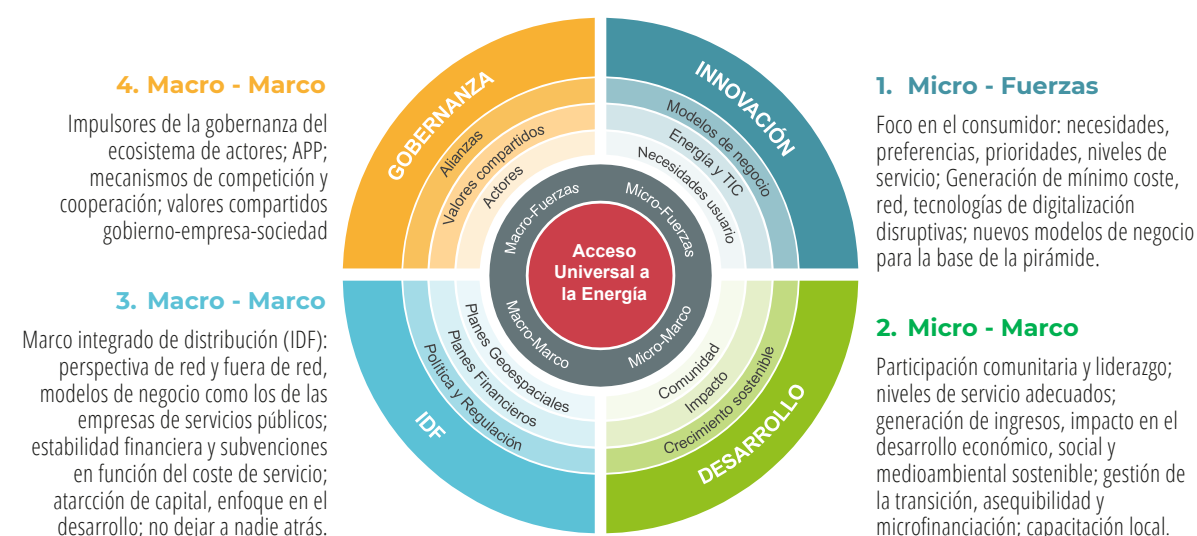 4. Macro - Marco
Impulsores de la gobernanza del
ecosistema de actores; APP;
mecanismos de competición y
cooperación; valores compartidos
gobierno-empresa-sociedad
3. Macro - Marco
Marco integrado de distribución (IDF):
perspectiva de red y fuera de red,
modelos de negocio como los de las
empresas de servicios públicos;
estabilidad financiera y subvenciones
en función del coste de servicio;
atarcción de capital, enfoque en el
desarrollo; no dejar a nadie atrás.
GOBERNANZA
Alianzas
Valores compartidos
Actores
Macro-Fuerzas
INNOVACIÓN
Modelos de negocio
Energía y TIC
Necesidades usuario
Micro-Fuerzas
Acceso
Universal a
la Energía
Macro-Marco
Planes Geoespaciales
Planes Financieros
Política y Regulación
IDF
Micro-Marco
Comunidad
Impacto
Crecimiento sostenible
DESARROLLO
1. Micro - Fuerzas
Foco en el consumidor: necesidades,
preferencias, prioridades, niveles de
servicio; Generación de mínimo coste,
red, tecnologías de digitalización
disruptivas; nuevos modelos de negocio
para la base de la pirámide.
2. Micro - Marco
Participación comunitaria y liderazgo;
niveles de servicio adecuados;
generación de ingresos, impacto en el
desarrollo económico, social y
medioambiental sostenible; gestión de
la transición, asequibilidad y
microfinanciación; capacitación local.